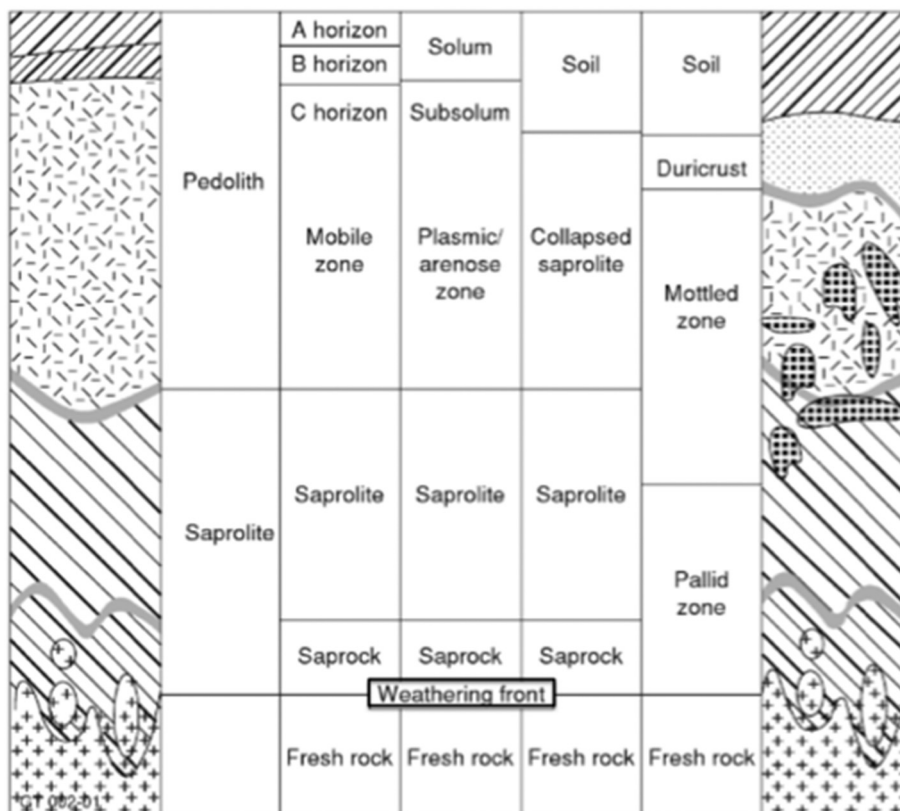 A horizon
B horizon
Solum
Soil
Soil
C horizon
Subsolum
Duricrust
Pedolith
Mobile
zone
Plasmic/
arenose
zone
Collapsed
saprolite
Mottled
zone
Saprolite
Saprolite
Saprolite
Saprolite
Pallid
zone
Saprock
Saprock
Saprock
Weathering front
Fresh rock
Fresh rock
Fresh rock
Fresh rock